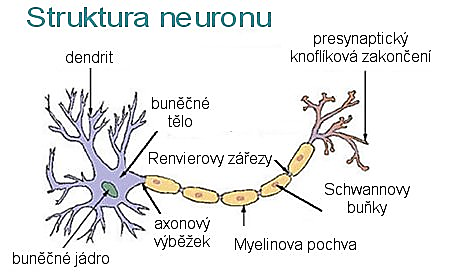 Struktura neuronu
presynaptický
knoflíková zakončení
dendrit
buněčné
tělo
Renvierovy zářezy
Schwannovy
buňky
axonový
výběžek
Myelinova pochva
buněčné jádro